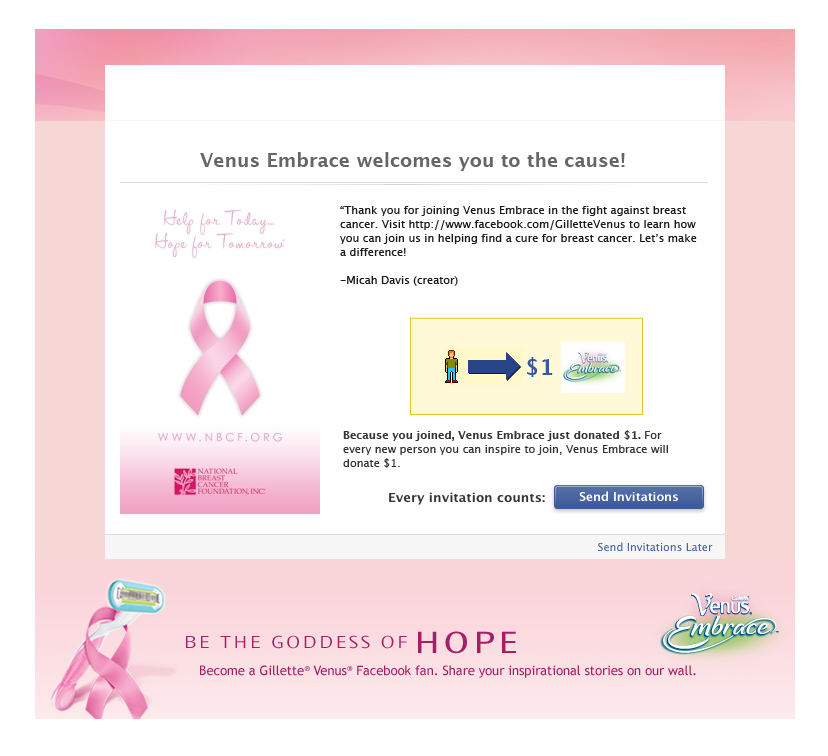 Venus Embrace welcomes you to the cause!
Help for Today...
Hope for Tomorrow
WWW.NBCF.ORG
NATIONAL
BREAST
CANCER
FOUNDATION, INC.
“Thank you for joining Venus Embrace in the fight against breast
cancer. Visit http://www.facebook.com/GilletteVenus to learn how
you can join us in helping find a cure for breast cancer. Let’s make
a difference!
–Micah Davis (creator)
$1
Venus
Embrace
Because you joined, Venus Embrace just donated $1. For
every new person you can inspire to join, Venus Embrace will
donate $1.
Every invitation counts:
Send Invitations
Send Invitations Later
BE THE GODDESS OF HOPE
Become a Gillette® Venus® Facebook fan. Share your inspirational stories on our wall.
Venus.
Embrace